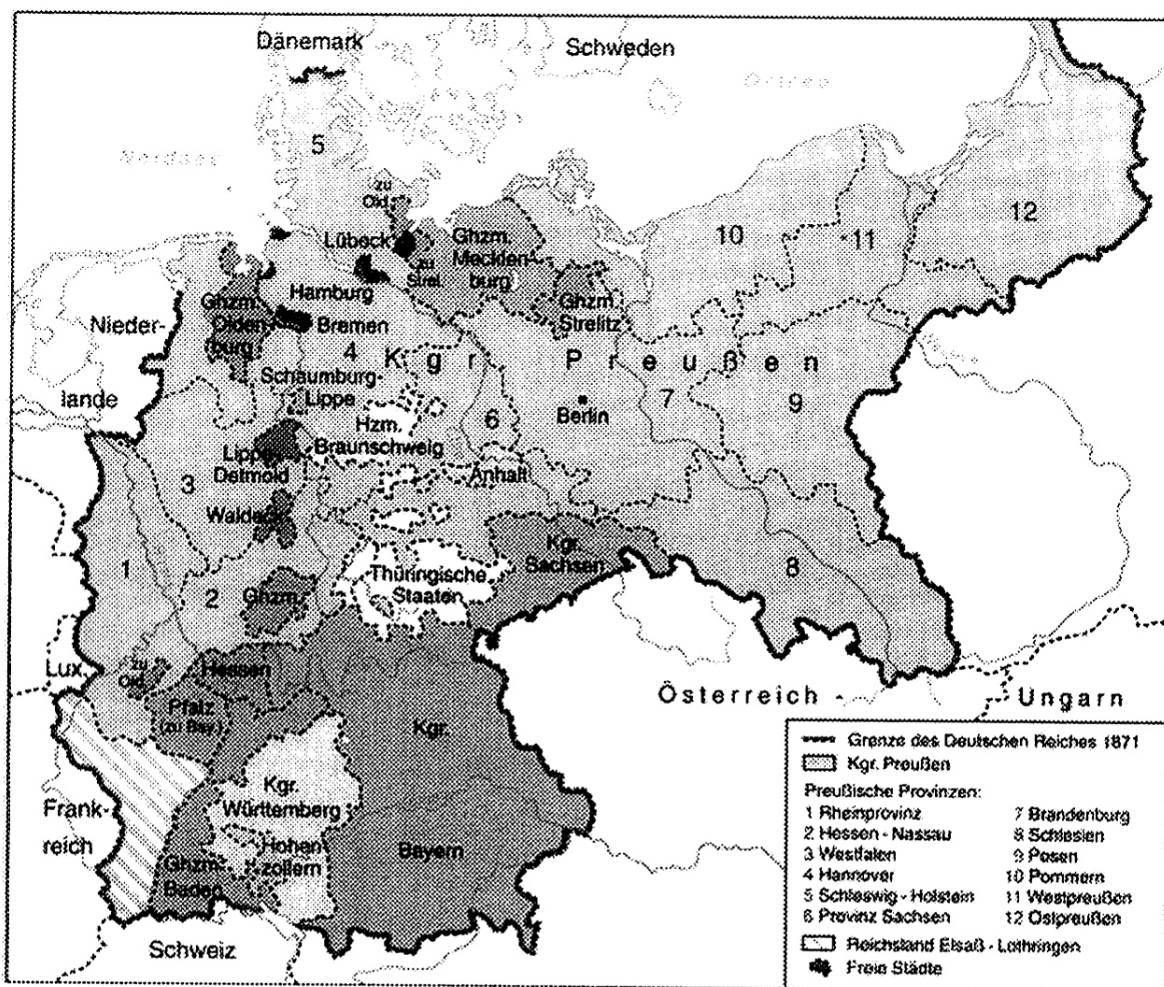 Dänemark
Schweden
Ostsee
Nordsee
5
zu
Old.
12
10
11
Lübeck
Ghzm.
Mecklen-
burg
zu
Strel.
Hamburg
Ghzm.
Strelitz
Ghzm.
Olden
burg
Bremen
Nieder-
lande
4
Kgr. Preußen
Schaumburg-
Lippe
7
9
Berlin
Hzm.
Braunschweig
6
Lippe
Detmold
Anhalt
3
Waldeck
Kgr.
Sachsen
1
2
Thüringische
Staaten
8
Ghzm.
Hessen
Lux.
zu
Old.
Pfalz
(zu Bay.)
Österreich - Ungarn
Kgr.
Bayern
Kgr.
Württemberg
Frank-
reich
Hohen
zollern
Ghzm.
Baden
Schweiz
Grenze des Deutschen Reiches 1871
Kgr. Preußen
Preußische Provinzen:
1 Rheinprovinz
2 Hessen - Nassau
3 Westfalen
4 Hannover
5 Schleswig - Holstein
6 Provinz Sachsen
7 Brandenburg
8 Schlesien
9 Posen
10 Pommern
11 Westpreußen
12 Ostpreußen
Reichsland Elsaß - Lothringen
Freie Städte